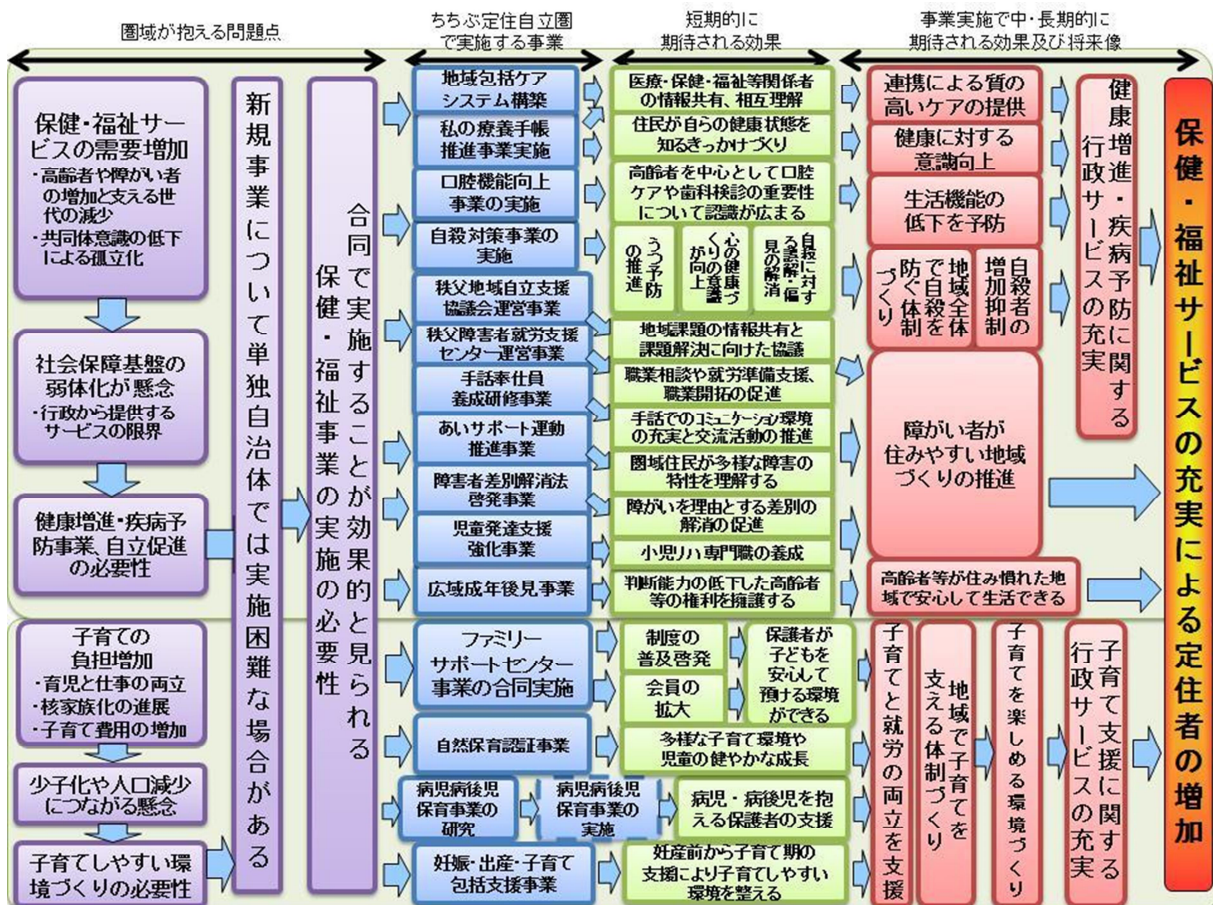 圏域が抱える問題点
ちちぶ定住自立圏
で実施する事業
短期的に
期待される効果
事業実施で中・長期的に
期待される効果及び将来像
保健・福祉サー
ビスの需要増加
・高齢者や障がい者
の増加と支える世
代の減少
・共同体意識の低下
による孤立化
社会保障基盤の
弱体化が懸念
・行政から提供する
サービスの限界
健康増進・疾病予
防事業、自立促進
の必要性
子育ての
負担増加
・育児と仕事の両立
・核家族化の進展
・子育て費用の増加
少子化や人口減少
につながる懸念
子育てしやすい環
境づくりの必要性
新規事業について単独自治体では実施困難な場合がある
合同で実施することが効果的と見られる
保健・福祉事業の実施の必要性
地域包括ケア
システム構築
私の療養手帳
推進事業実施
口腔機能向上
事業の実施
自殺対策事業の
実施
秩父地域自立支援
協議会運営事業
秩父障害者就労支援
センター運営事業
手話奉仕員
養成研修事業
あいサポート運動
推進事業
障害者差別解消法
啓発事業
児童発達支援
強化事業
広域成年後見事業
ファミリー
サポートセンター
事業の合同実施
自然保育認証事業
病児病後児
保育事業の
研究
病児病後児
保育事業の
実施
妊娠・出産・子育て
包括支援事業
医療・保健・福祉等関係者
の情報共有、相互理解
住民が自らの健康状態を
知るきっかけづくり
高齢者を中心として口腔
ケアや歯科検診の重要性
について認識が広まる
うつ予防
の推進
心の健康づ
くりの意識
が向上
自殺に対す
る誤解・偏
見の解消
地域課題の情報共有と
課題解決に向けた協議
職業相談や就労準備支援、
職業開拓の促進
手話でのコミュニケーション環境
の充実と交流活動の推進
圏域住民が多様な障害の
特性を理解する
障がいを理由とする差別の
解消の促進
小児リハ専門職の養成
判断能力の低下した高齢者
等の権利を擁護する
制度の
普及啓発
会員の
拡大
保護者が
子どもを
安心して
預ける環境
ができる
多様な子育て環境や
児童の健やかな成長
病児・病後児を抱
える保護者の支援
妊産前から子育て期の
支援により子育てしやすい
環境を整える
連携による質の
高いケアの提供
健康に対する
意識向上
生活機能の
低下を予防
地域全体
で自殺を
防ぐ体制
づくり
自殺者の
増加抑制
障がい者が
住みやすい地域
づくりの推進
高齢者等が住み慣れた地
域で安心して生活できる
健康増進・疾病予防に関する
行政サービスの充実
子育てと就労の両立を支援
地域で子育てを
支える体制づくり
子育てを楽しめる環境づくり
子育て支援に関する
行政サービスの充実
保健・福祉サービスの充実による定住者の増加